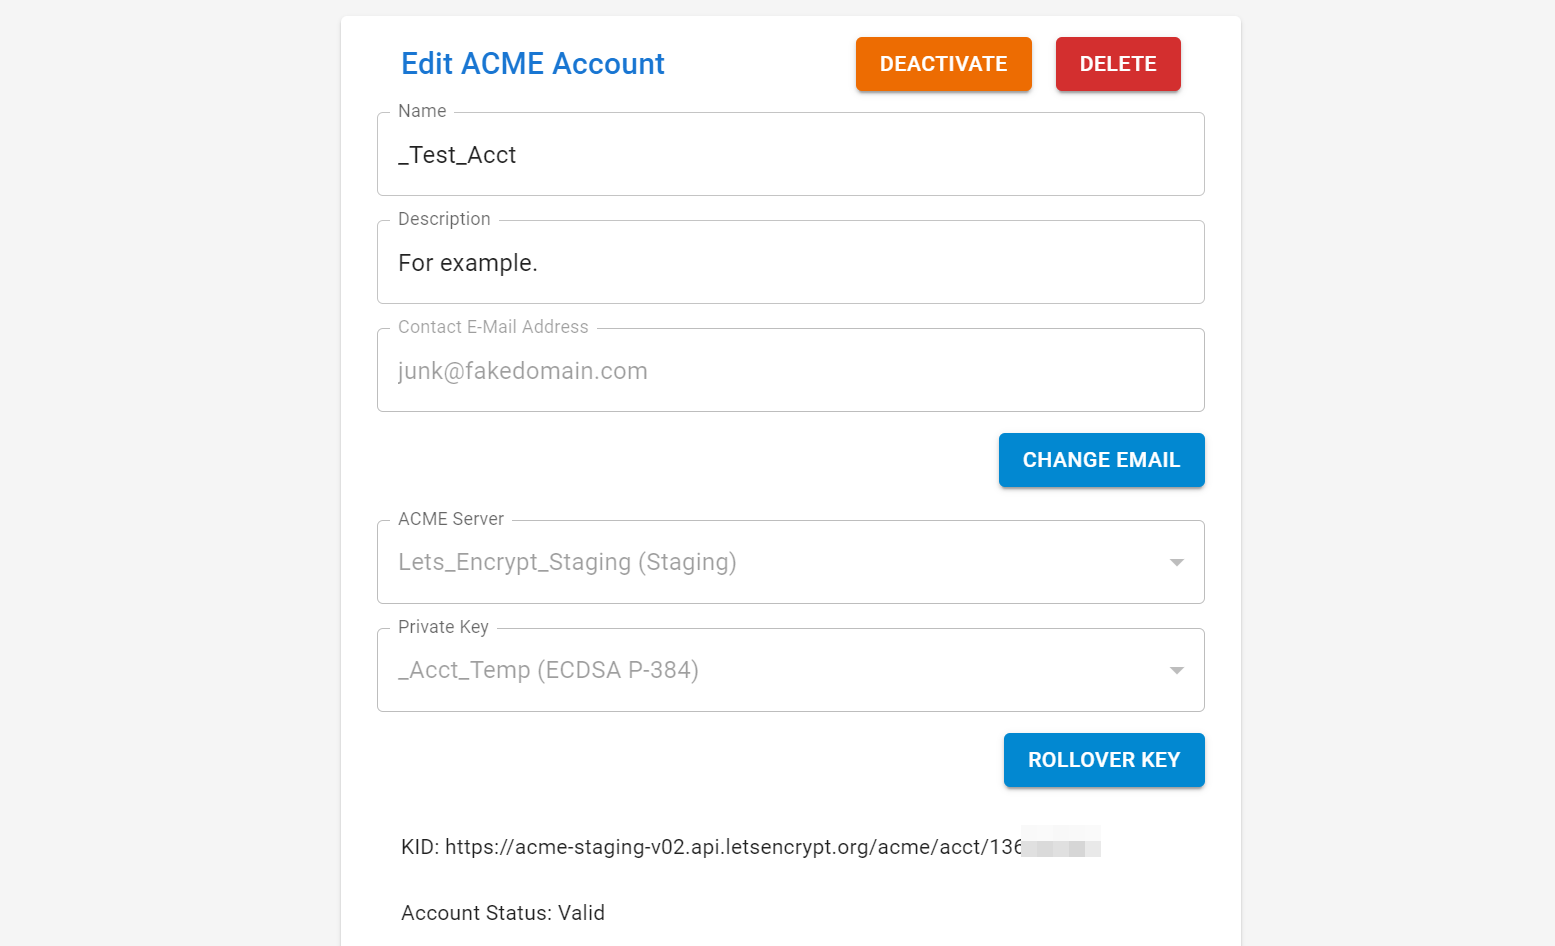 Edit ACME Account
DEACTIVATE
DELETE
Name
_Test_Acct
Description
For example.
Contact E-Mail Address
junk@fakedomain.com
CHANGE EMAIL
ACME Server
Lets_Encrypt_Staging (Staging)
Private Key
_Acct_Temp (ECDSA P-384)
ROLLOVER KEY
KID: https://acme-staging-v02.api.letsencrypt.org/acme/acct/136
Account Status: Valid